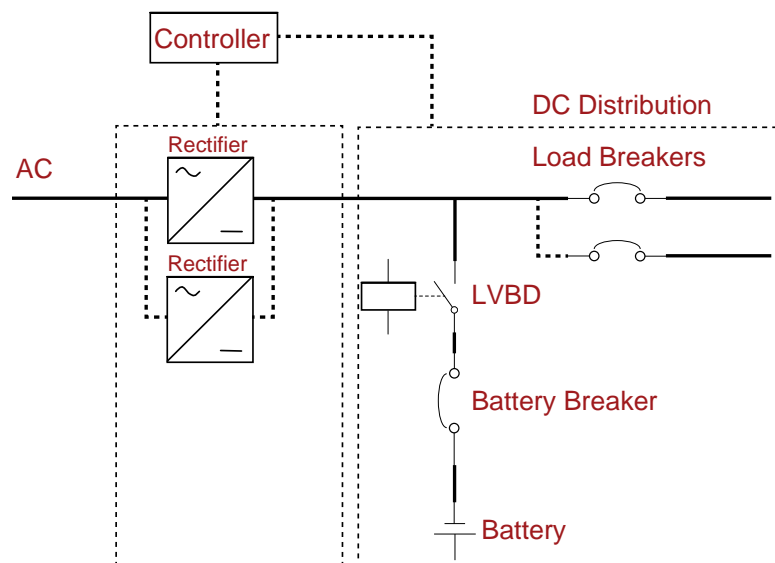 Controller
DC Distribution
Rectifier
AC
Load Breakers
Rectifier
LVBD
Battery Breaker
Battery